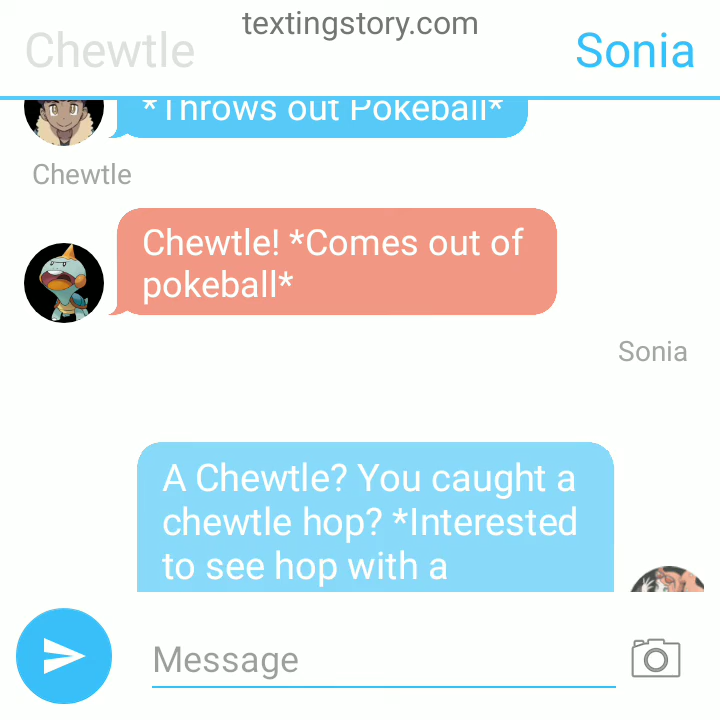 textingstory.com
Chewtle
Sonia
*Throws out Pokeball*
Chewtle
Chewtle! *Comes out of
pokeball*
Sonia
A Chewtle? You caught a
chewtle hop? *Interested
to see hop with a
Message